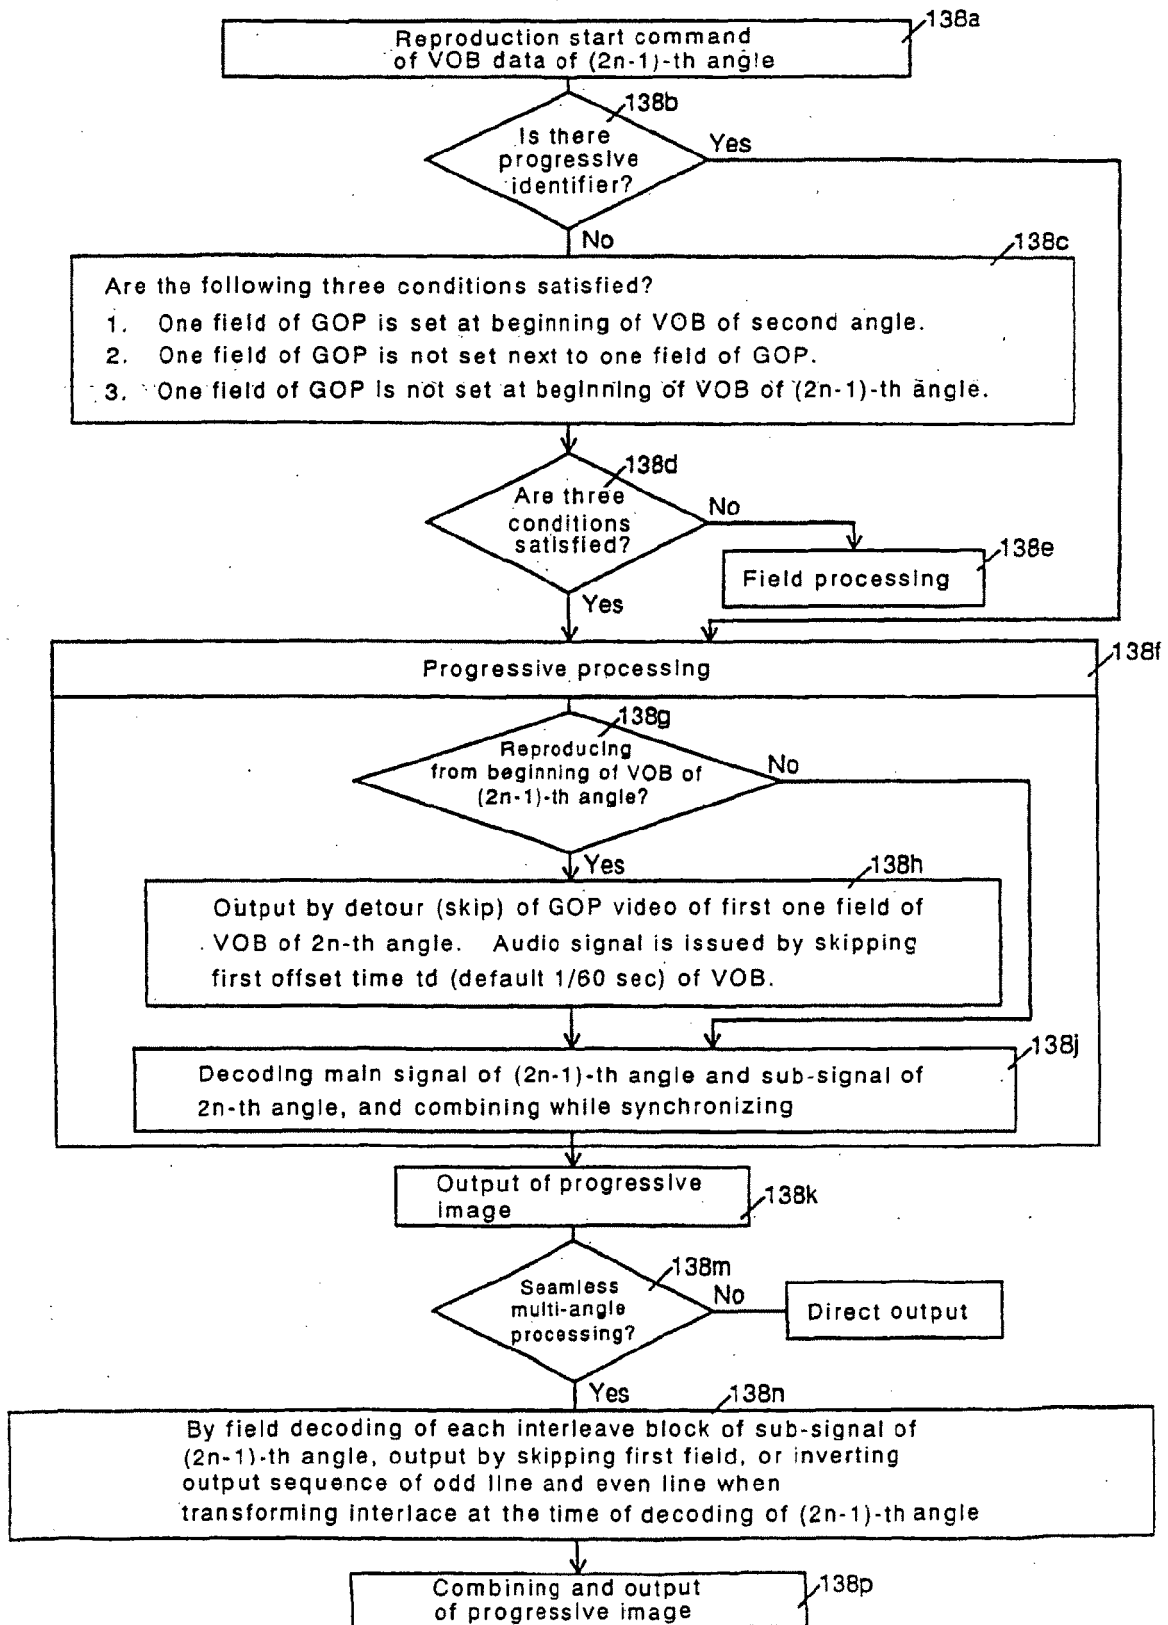 138a
Reproduction start command
of VOB data of (2n-1)-th angle
138b
Is there
progressive
identifier?
Yes
No
138c
Are the following three conditions satisfied?
1. One field of GOP is set at beginning of VOB of second angle.
2. One field of GOP is not set next to one field of GOP.
3. One field of GOP is not set at beginning of VOB of (2n-1)-th angle.
138d
Are three
conditions
satisfied?
No
138e
Field processing
Yes
138f
Progressive processing
138g
Reproducing
from beginning of VOB of
(2n-1)-th angle?
No
Yes
138h
Output by detour (skip) of GOP video of first one field of
VOB of 2n-th angle. Audio signal is issued by skipping
first offset time td (default 1/60 sec) of VOB.
138j
Decoding main signal of (2n-1)-th angle and sub-signal of
2n-th angle, and combining while synchronizing
Output of progressive
image
138k
138m
Seamless
multi-angle
processing?
No
Direct output
Yes
138n
By field decoding of each interleave block of sub-signal of
(2n-1)-th angle, output by skipping first field, or inverting
output sequence of odd line and even line when
transforming interlace at the time of decoding of (2n-1)-th angle
138p
Combining and output
of progressive image